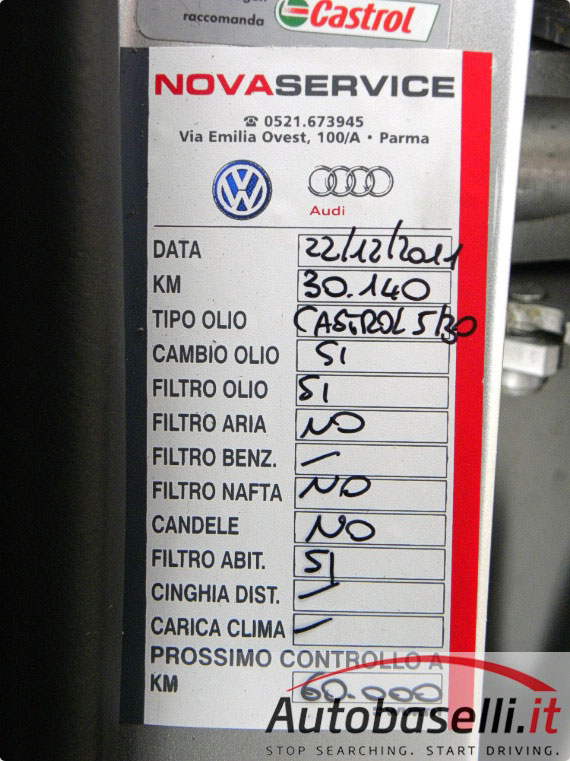 raccomanda
Castrol
NOVASERVICE
☎ 0521.673945
Via Emilia Ovest, 100/A • Parma
Audi
DATA 22/12/2011
KM 30.140
TIPO OLIO CASTROL 5/30
CAMBIO OLIO SI
FILTRO OLIO SI
FILTRO ARIA NO
FILTRO BENZ. /
FILTRO NAFTA NO
CANDELE NO
FILTRO ABIT. SI
CINGHIA DIST. /
CARICA CLIMA /
PROSSIMO CONTROLLO A
KM 60.000
Autobaselli.it
STOP SEARCHING. START DRIVING.